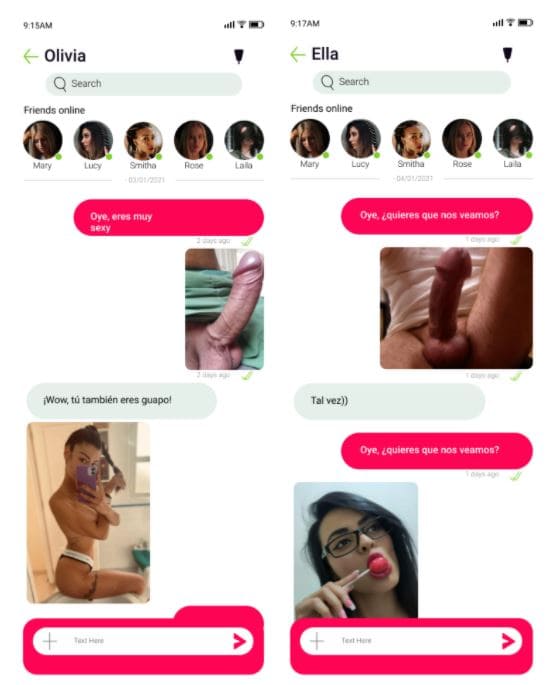 9:15AM
Olivia
Search
Friends online
Mary Lucy Smitha Rose Laila
03/01/2021
Oye, eres muy
sexy
2 days ago
2 days ago
¡Wow, tú también eres guapo!
Text Here
9:17AM
Ella
Search
Friends online
Mary Lucy Smitha Rose Laila
04/01/2021
Oye, ¿quieres que nos veamos?
1 days ago
1 days ago
Tal vez))
Oye, ¿quieres que nos veamos?
1 days ago
Text Here